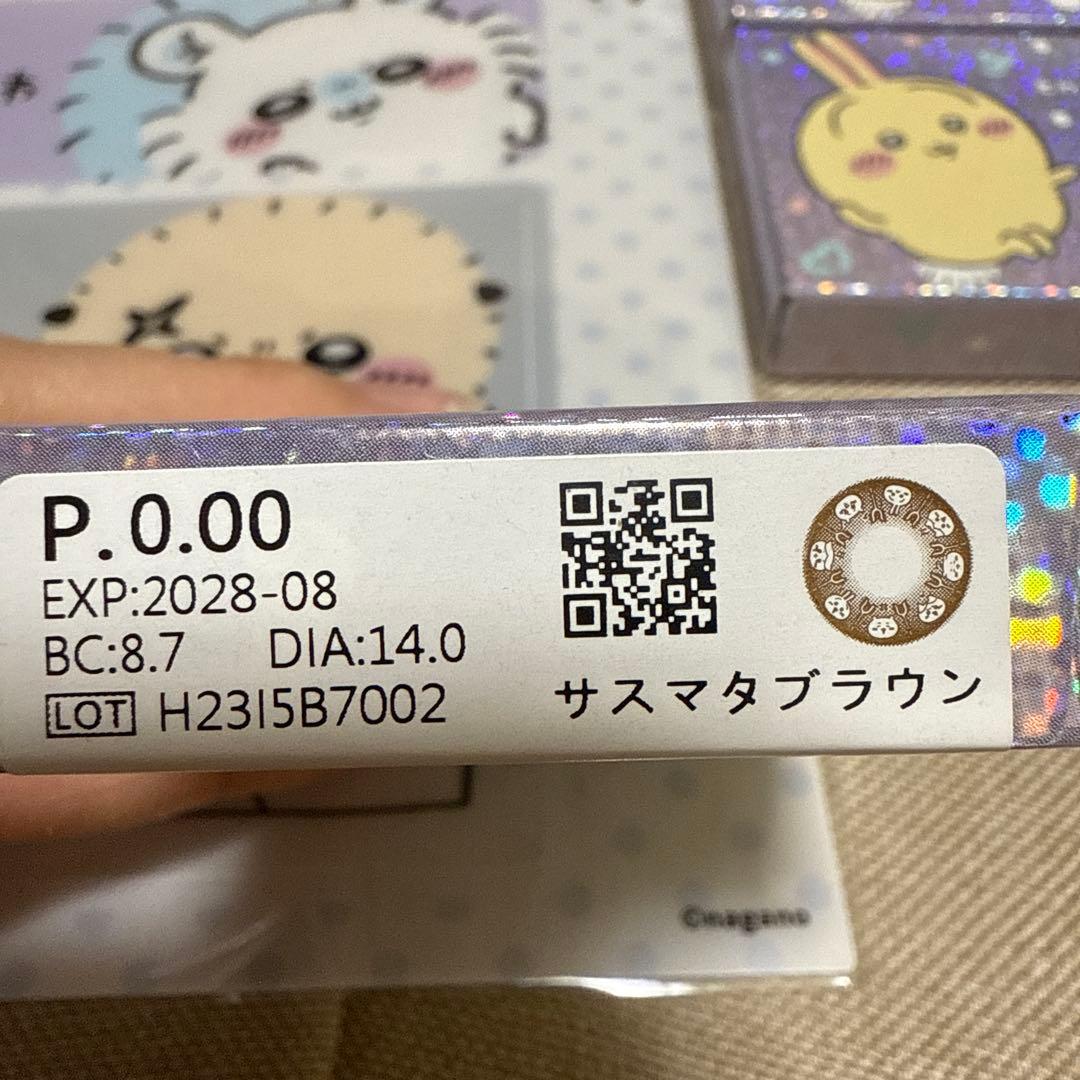 わ
P. 0.00
EXP:2028-08
BC:8.7 DIA:14.0
LOT H23I5B7002
サスマタブラウン
©nagano